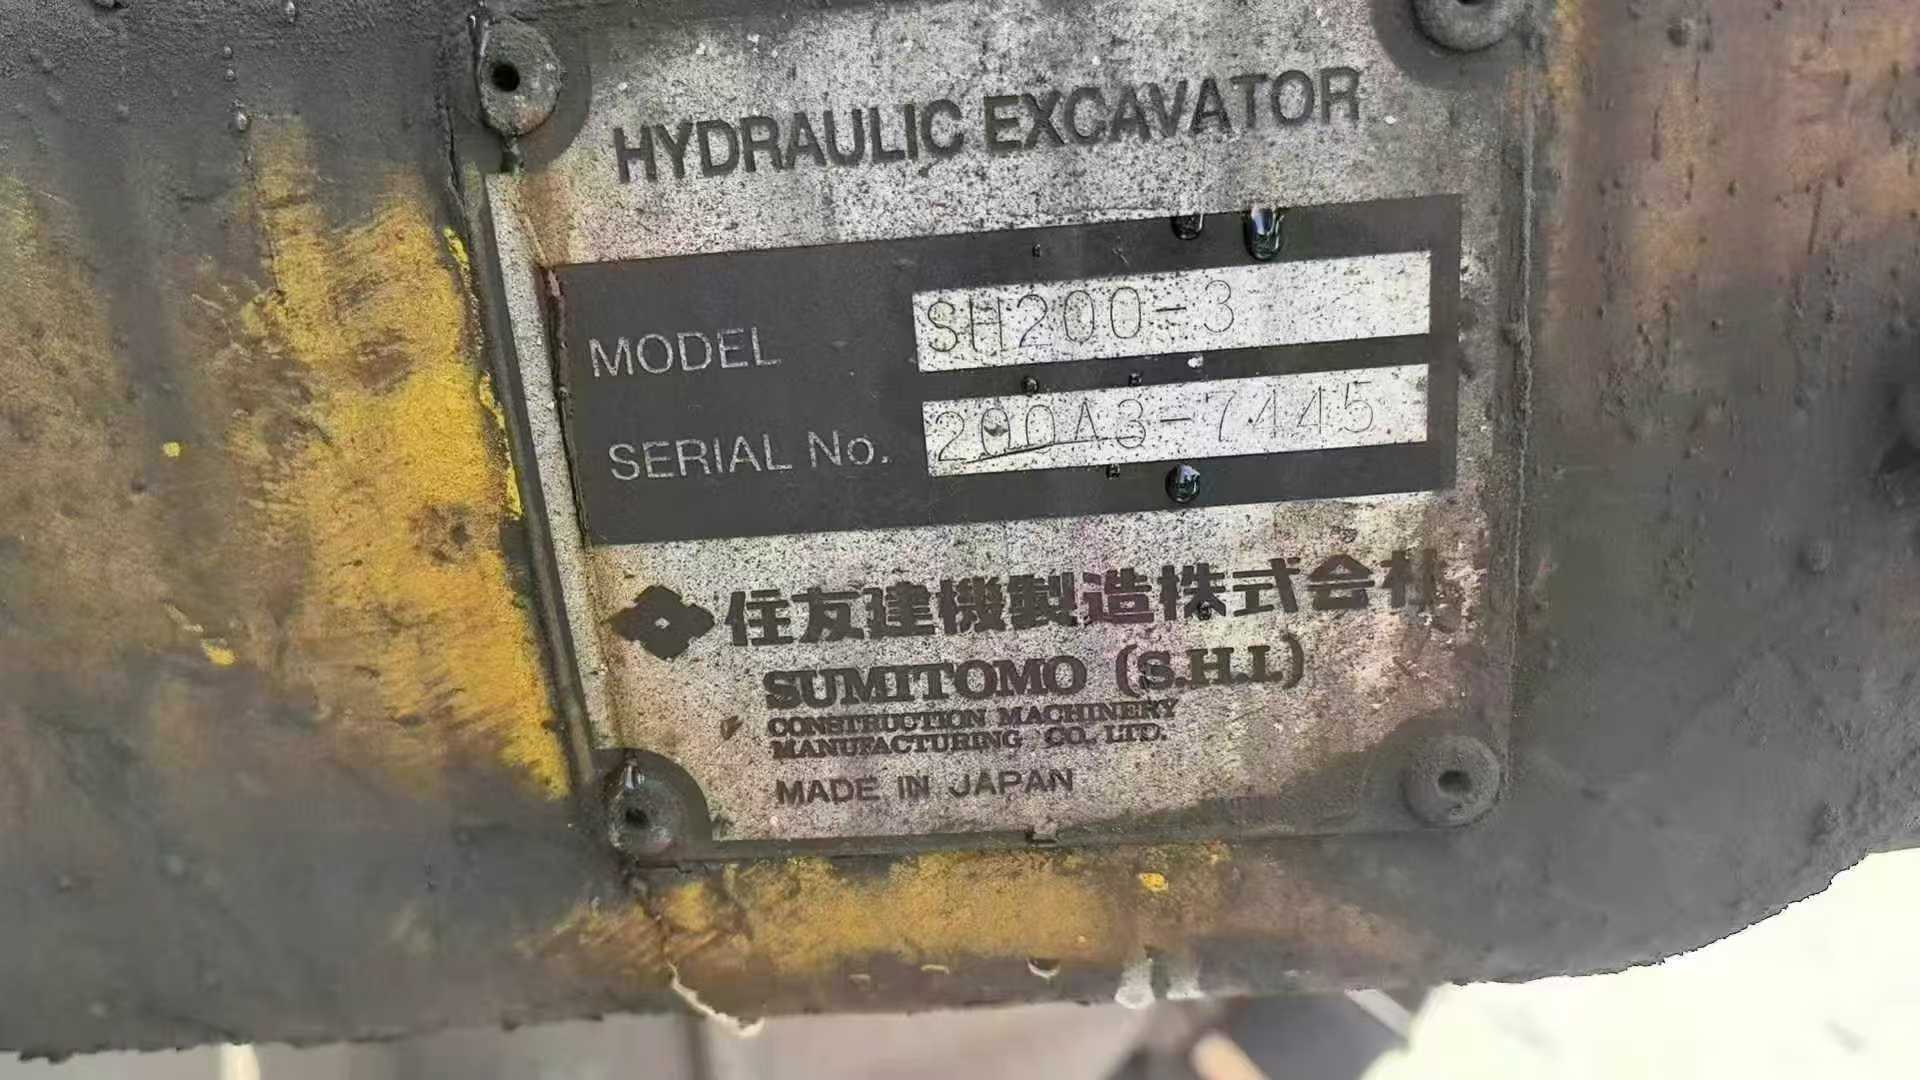 HYDRAULIC EXCAVATOR
MODEL SH200-3
SERIAL No. 200A3-7445
住友建機製造株式会社
SUMITOMO (S.H.I.)
CONSTRUCTION MACHINERY
MANUFACTURING CO. LTD.
MADE IN JAPAN